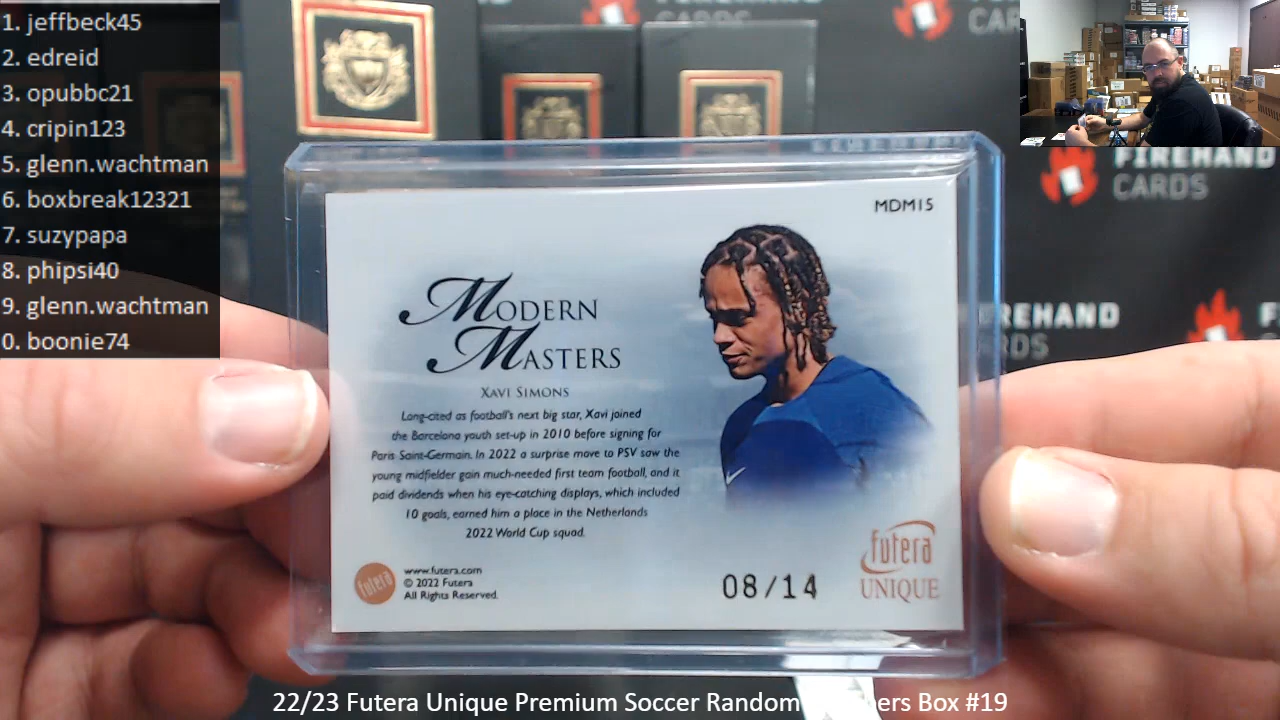 1. jeffbeck45
2. edreid
3. opubbc21
4. cripin123
5. glenn.wachtman
6. boxbreak12321
7. suzypapa
8. phipsi40
9. glenn.wachtman
0. boonie74
CARDS
FIREHAND
CARDS
MDM15
MODERN
MASTERS
XAVI SIMONS
Long-cited as football's next big star, Xavi joined
the Barcelona youth set-up in 2010 before signing for
Paris Saint-Germain. In 2022 a surprise move to PSV saw the
young midfielder gain much-needed first team football, and it
paid dividends when his eye-catching displays, which included
10 goals, earned him a place in the Netherlands
2022 World Cup squad.
futera
www.futera.com
© 2022 Futera
All Rights Reserved.
08/14
futera
UNIQUE
22/23 Futera Unique Premium Soccer Random Box #19